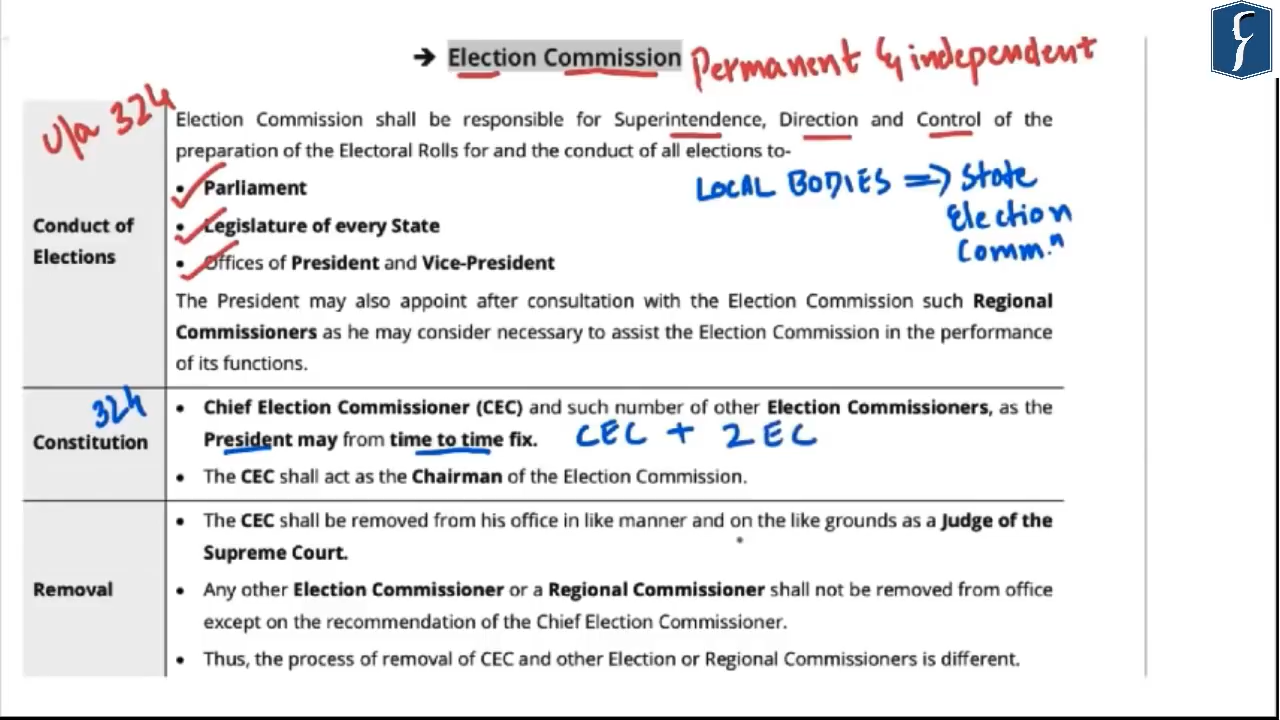 → Election Commission Permanent & independent
u/a 324
Election Commission shall be responsible for Superintendence, Direction and Control of the
preparation of the Electoral Rolls for and the conduct of all elections to-
• Parliament
LOCAL BODIES => State
Election
Comm.n
Conduct of
Elections
• Legislature of every State
• Offices of President and Vice-President
The President may also appoint after consultation with the Election Commission such Regional
Commissioners as he may consider necessary to assist the Election Commission in the performance
of its functions.
324
Constitution
• Chief Election Commissioner (CEC) and such number of other Election Commissioners, as the
President may from time to time fix. CEC + 2 EC
• The CEC shall act as the Chairman of the Election Commission.
Removal
• The CEC shall be removed from his office in like manner and on the like grounds as a Judge of the
Supreme Court.
• Any other Election Commissioner or a Regional Commissioner shall not be removed from office
except on the recommendation of the Chief Election Commissioner.
• Thus, the process of removal of CEC and other Election or Regional Commissioners is different.